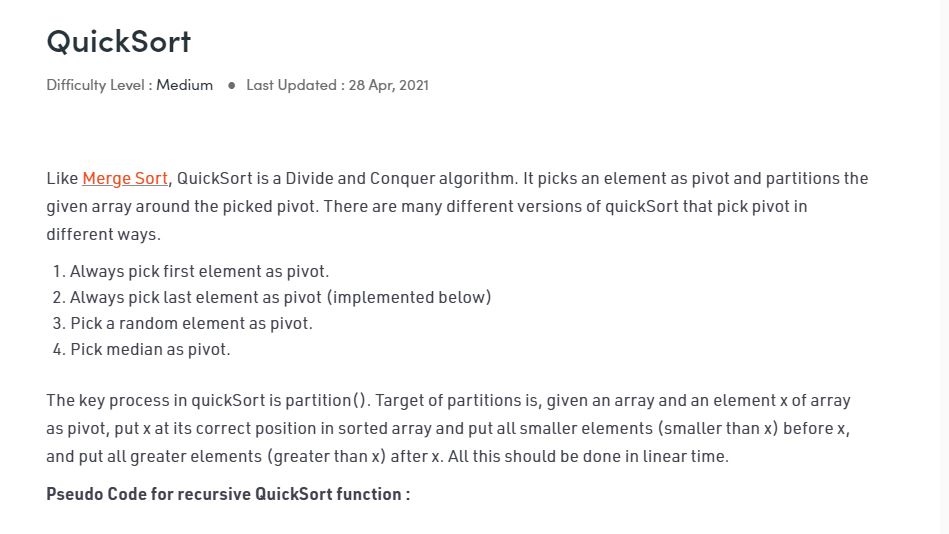 QuickSort
Difficulty Level : Medium ● Last Updated : 28 Apr, 2021
Like Merge Sort, QuickSort is a Divide and Conquer algorithm. It picks an element as pivot and partitions the
given array around the picked pivot. There are many different versions of quickSort that pick pivot in
different ways.
1. Always pick first element as pivot.
2. Always pick last element as pivot (implemented below)
3. Pick a random element as pivot.
4. Pick median as pivot.
The key process in quickSort is partition(). Target of partitions is, given an array and an element x of array
as pivot, put x at its correct position in sorted array and put all smaller elements (smaller than x) before x,
and put all greater elements (greater than x) after x. All this should be done in linear time.
Pseudo Code for recursive QuickSort function :